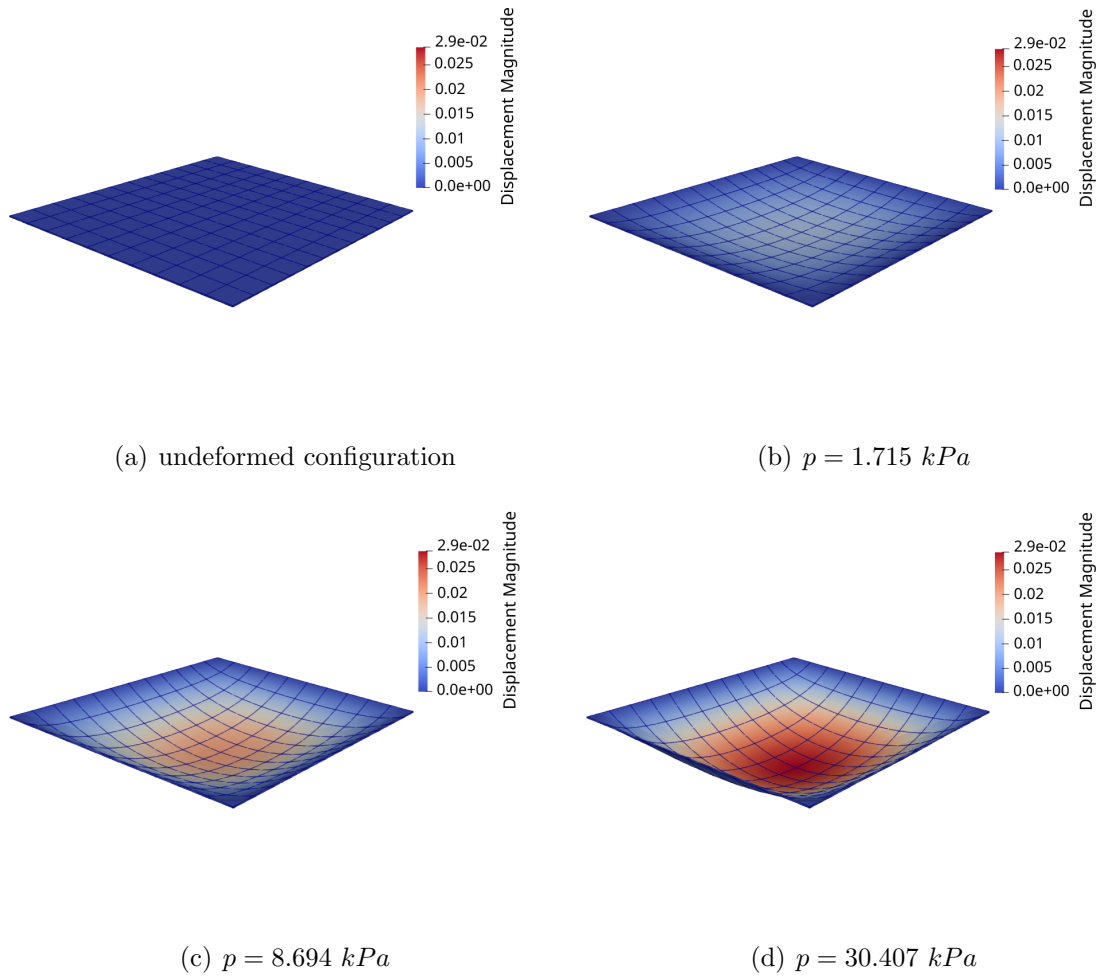 2.9e-02
0.025
0.02
0.015
0.01
0.005
0.0e+00
Displacement Magnitude
(a) undeformed configuration
2.9e-02
0.025
0.02
0.015
0.01
0.005
0.0e+00
Displacement Magnitude
(b) p = 1.715 kPa
2.9e-02
0.025
0.02
0.015
0.01
0.005
0.0e+00
Displacement Magnitude
(c) p = 8.694 kPa
2.9e-02
0.025
0.02
0.015
0.01
0.005
0.0e+00
Displacement Magnitude
(d) p = 30.407 kPa